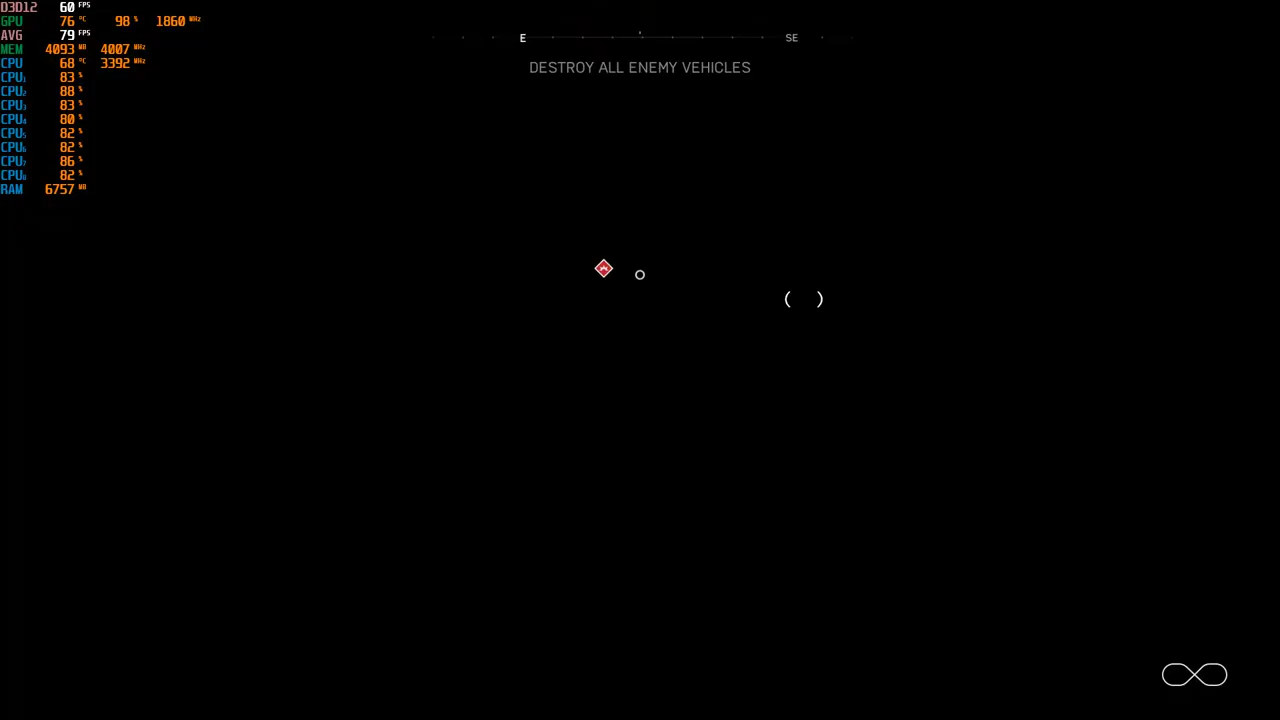 D3D12 60 FPS
GPU 76 °C 98 % 1860 MHz
AVG 79 FPS
MEM 4093 MB 4007 MHz
CPU 68 °C 3392 MHz
CPU₁ 83 %
CPU₂ 88 %
CPU₃ 83 %
CPU₄ 80 %
CPU₅ 82 %
CPU₆ 82 %
CPU₇ 86 %
CPU₈ 82 %
RAM 6757 MB
E SE
DESTROY ALL ENEMY VEHICLES